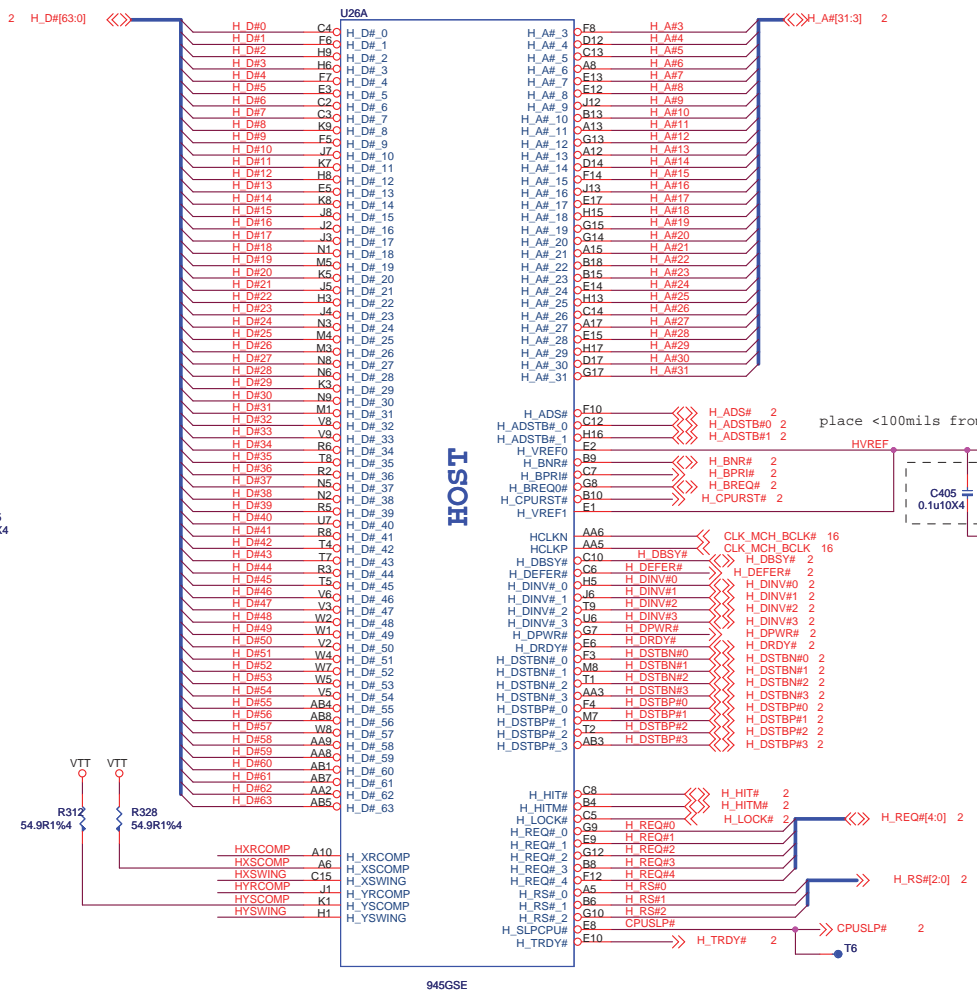 2 H_D#[63:0]
U26A
H_A#[31:3] 2
H_D#0 C4 H_D#_0
H_D#1 F6 H_D#_1
H_D#2 H9 H_D#_2
H_D#3 H6 H_D#_3
H_D#4 F7 H_D#_4
H_D#5 E3 H_D#_5
H_D#6 C2 H_D#_6
H_D#7 C3 H_D#_7
H_D#8 K9 H_D#_8
H_D#9 F5 H_D#_9
H_D#10 J7 H_D#_10
H_D#11 K7 H_D#_11
H_D#12 H8 H_D#_12
H_D#13 E5 H_D#_13
H_D#14 K8 H_D#_14
H_D#15 J8 H_D#_15
H_D#16 J2 H_D#_16
H_D#17 J3 H_D#_17
H_D#18 N1 H_D#_18
H_D#19 M5 H_D#_19
H_D#20 K5 H_D#_20
H_D#21 J5 H_D#_21
H_D#22 H3 H_D#_22
H_D#23 J4 H_D#_23
H_D#24 N3 H_D#_24
H_D#25 M4 H_D#_25
H_D#26 M3 H_D#_26
H_D#27 N8 H_D#_27
H_D#28 N6 H_D#_28
H_D#29 K3 H_D#_29
H_D#30 N9 H_D#_30
H_D#31 M1 H_D#_31
H_D#32 V8 H_D#_32
H_D#33 V9 H_D#_33
H_D#34 R6 H_D#_34
H_D#35 T8 H_D#_35
H_D#36 R2 H_D#_36
H_D#37 N5 H_D#_37
H_D#38 N2 H_D#_38
H_D#39 R5 H_D#_39
H_D#40 U7 H_D#_40
H_D#41 R8 H_D#_41
H_D#42 T4 H_D#_42
H_D#43 T7 H_D#_43
H_D#44 R3 H_D#_44
H_D#45 T5 H_D#_45
H_D#46 V6 H_D#_46
H_D#47 V3 H_D#_47
H_D#48 W2 H_D#_48
H_D#49 W1 H_D#_49
H_D#50 V2 H_D#_50
H_D#51 W4 H_D#_51
H_D#52 W7 H_D#_52
H_D#53 W5 H_D#_53
H_D#54 V5 H_D#_54
H_D#55 AB4 H_D#_55
H_D#56 AB8 H_D#_56
H_D#57 W8 H_D#_57
H_D#58 AA9 H_D#_58
H_D#59 AA8 H_D#_59
H_D#60 AB1 H_D#_60
H_D#61 AB7 H_D#_61
H_D#62 AA2 H_D#_62
H_D#63 AB5 H_D#_63
VTT VTT
R312 R328
54.9R1%4 54.9R1%4
HXRCOMP A10 H_XRCOMP
HXSCOMP A6 H_XSCOMP
HXSWING C15 H_XSWING
HYRCOMP J1 H_YRCOMP
HYSCOMP K1 H_YSCOMP
HYSWING H1 H_YSWING
HOST
H_A#_3 F8 H_A#3
H_A#_4 D12 H_A#4
H_A#_5 C13 H_A#5
H_A#_6 A8 H_A#6
H_A#_7 E13 H_A#7
H_A#_8 E12 H_A#8
H_A#_9 J12 H_A#9
H_A#_10 B13 H_A#10
H_A#_11 A13 H_A#11
H_A#_12 G13 H_A#12
H_A#_13 A12 H_A#13
H_A#_14 D14 H_A#14
H_A#_15 F14 H_A#15
H_A#_16 J13 H_A#16
H_A#_17 E17 H_A#17
H_A#_18 H15 H_A#18
H_A#_19 G15 H_A#19
H_A#_20 G14 H_A#20
H_A#_21 A15 H_A#21
H_A#_22 B18 H_A#22
H_A#_23 B15 H_A#23
H_A#_24 E14 H_A#24
H_A#_25 H13 H_A#25
H_A#_26 C14 H_A#26
H_A#_27 A17 H_A#27
H_A#_28 E15 H_A#28
H_A#_29 H17 H_A#29
H_A#_30 D17 H_A#30
H_A#_31 G17 H_A#31
H_ADS# F10 H_ADS# 2
H_ADSTB#_0 C12 H_ADSTB#0 2
H_ADSTB#_1 H16 H_ADSTB#1 2
place <100mils from
H_VREF0 E2 HVREF
H_BNR# B9 H_BNR# 2
H_BPRI# C7 H_BPRI# 2
H_BREQ0# G8 H_BREQ# 2
H_CPURST# B10 H_CPURST# 2
H_VREF1 E1
C405
0.1u10X4
HCLKN AA6 CLK_MCH_BCLK# 16
HCLKP AA5 CLK_MCH_BCLK 16
H_DBSY# C10 H_DBSY# H_DBSY# 2
H_DEFER# C6 H_DEFER# H_DEFER# 2
H_DINV#_0 H5 H_DINV#0 H_DINV#0 2
H_DINV#_1 J6 H_DINV#1 H_DINV#1 2
H_DINV#_2 T9 H_DINV#2 H_DINV#2 2
H_DINV#_3 U6 H_DINV#3 H_DINV#3 2
H_DPWR# G7 H_DPWR# H_DPWR# 2
H_DRDY# E6 H_DRDY# H_DRDY# 2
H_DSTBN#_0 F3 H_DSTBN#0 H_DSTBN#0 2
H_DSTBN#_1 M8 H_DSTBN#1 H_DSTBN#1 2
H_DSTBN#_2 T1 H_DSTBN#2 H_DSTBN#2 2
H_DSTBN#_3 AA3 H_DSTBN#3 H_DSTBN#3 2
H_DSTBP#_0 F4 H_DSTBP#0 H_DSTBP#0 2
H_DSTBP#_1 M7 H_DSTBP#1 H_DSTBP#1 2
H_DSTBP#_2 T2 H_DSTBP#2 H_DSTBP#2 2
H_DSTBP#_3 AB3 H_DSTBP#3 H_DSTBP#3 2
H_HIT# C8 H_HIT# 2
H_HITM# B4 H_HITM# 2
H_LOCK# C5 H_LOCK# 2
H_REQ#_0 G9 H_REQ#0 H_REQ#[4:0] 2
H_REQ#_1 E9 H_REQ#1
H_REQ#_2 G12 H_REQ#2
H_REQ#_3 B8 H_REQ#3
H_REQ#_4 F12 H_REQ#4
H_RS#_0 A5 H_RS#0 H_RS#[2:0] 2
H_RS#_1 B6 H_RS#1
H_RS#_2 G10 H_RS#2
H_SLPCPU# E8 CPUSLP# CPUSLP# 2
H_TRDY# E10 H_TRDY# 2
T6
945GSE